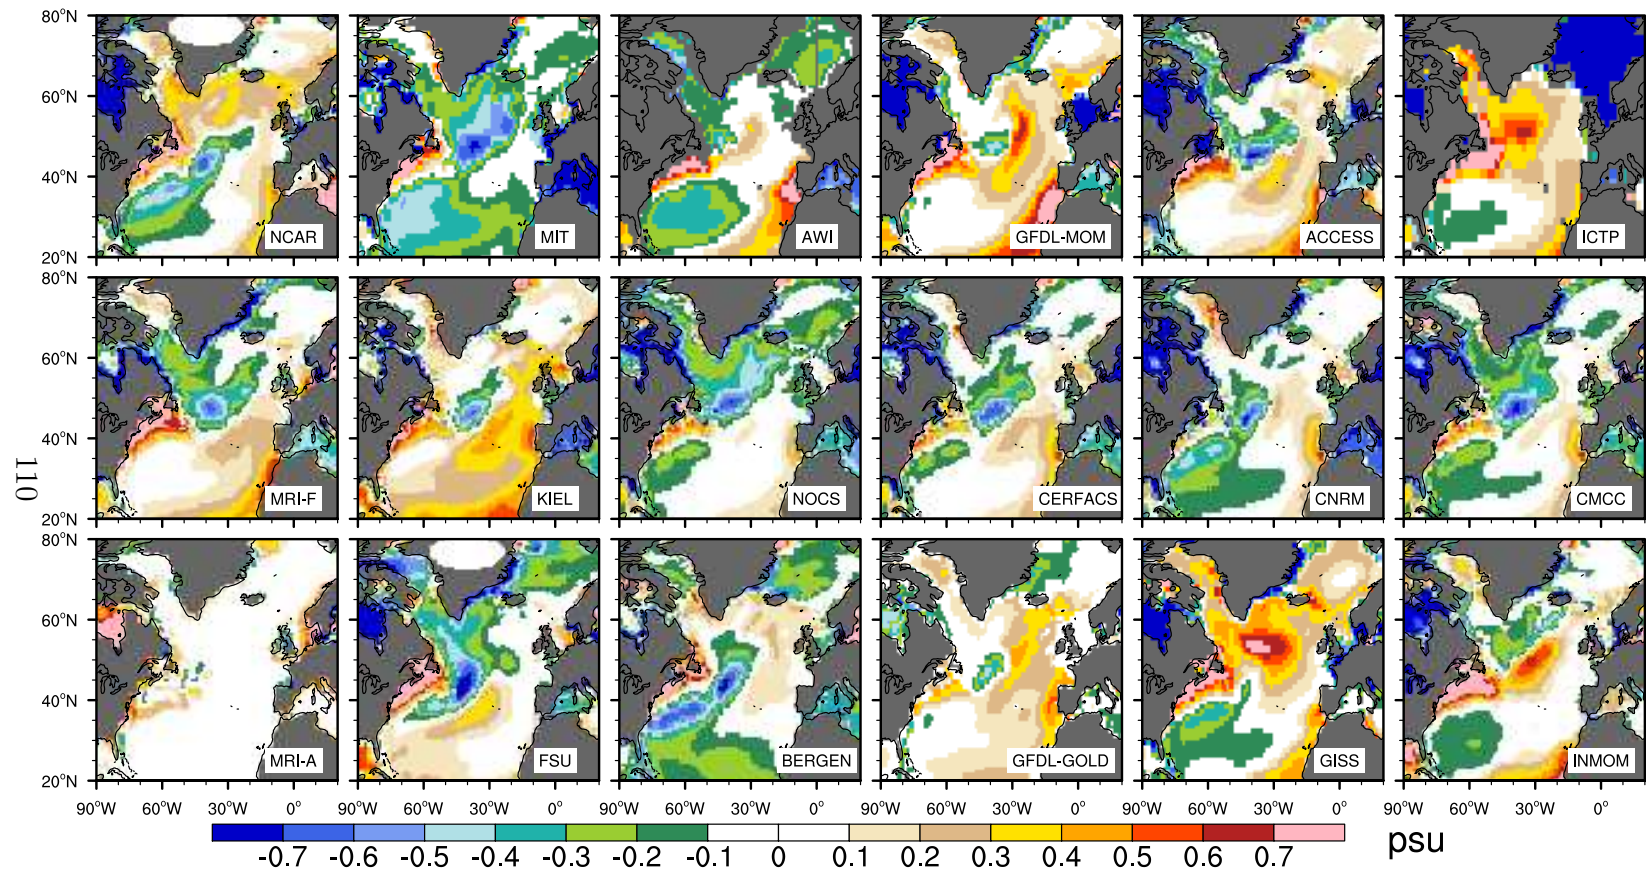 80°N
60°N
40°N
20°N
NCAR
MIT
AWI
GFDL-MOM
ACCESS
ICTP
80°N
60°N
40°N
20°N
MRI-F
KIEL
NOCS
CERFACS
CNRM
CMCC
110
80°N
60°N
40°N
20°N
MRI-A
FSU
BERGEN
GFDL-GOLD
GISS
INMOM
90°W 60°W 30°W 0° 90°W 60°W 30°W 0° 90°W 60°W 30°W 0° 90°W 60°W 30°W 0° 90°W 60°W 30°W 0° 90°W 60°W 30°W 0°
-0.7 -0.6 -0.5 -0.4 -0.3 -0.2 -0.1 0 0.1 0.2 0.3 0.4 0.5 0.6 0.7 psu